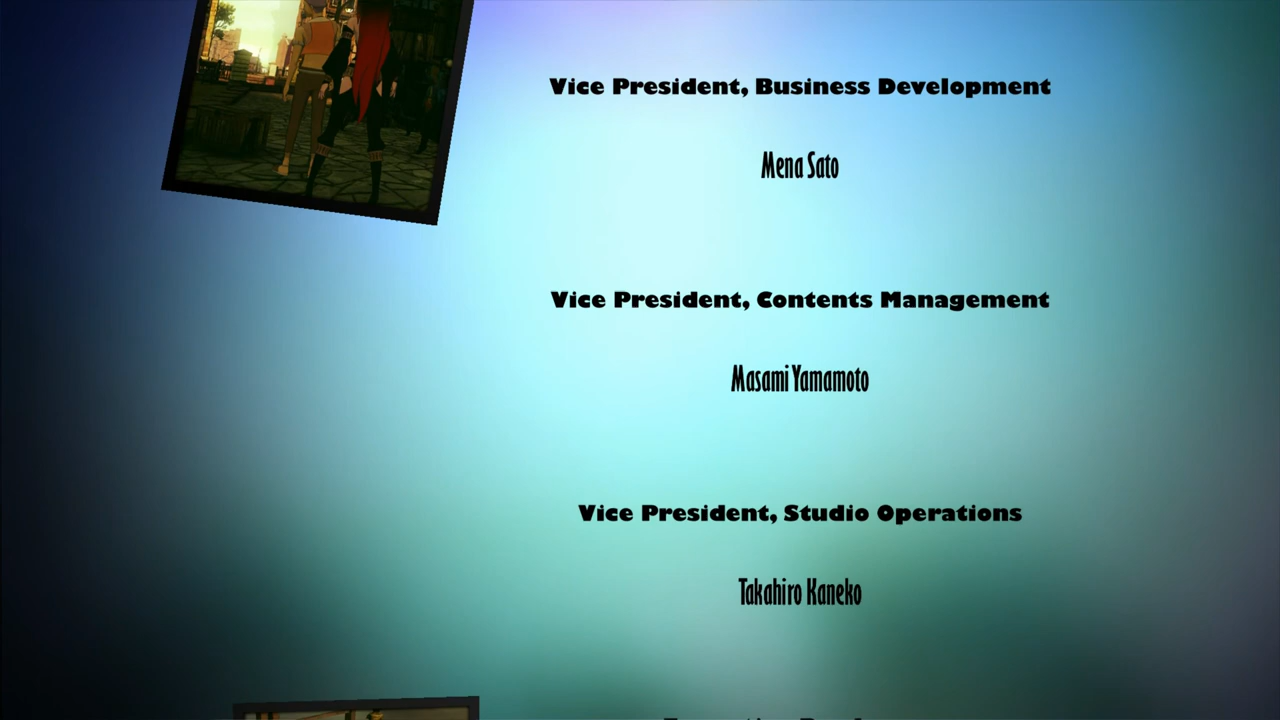 Vice President, Business Development
Mena Sato
Vice President, Contents Management
Masami Yamamoto
Vice President, Studio Operations
Takahiro Kaneko